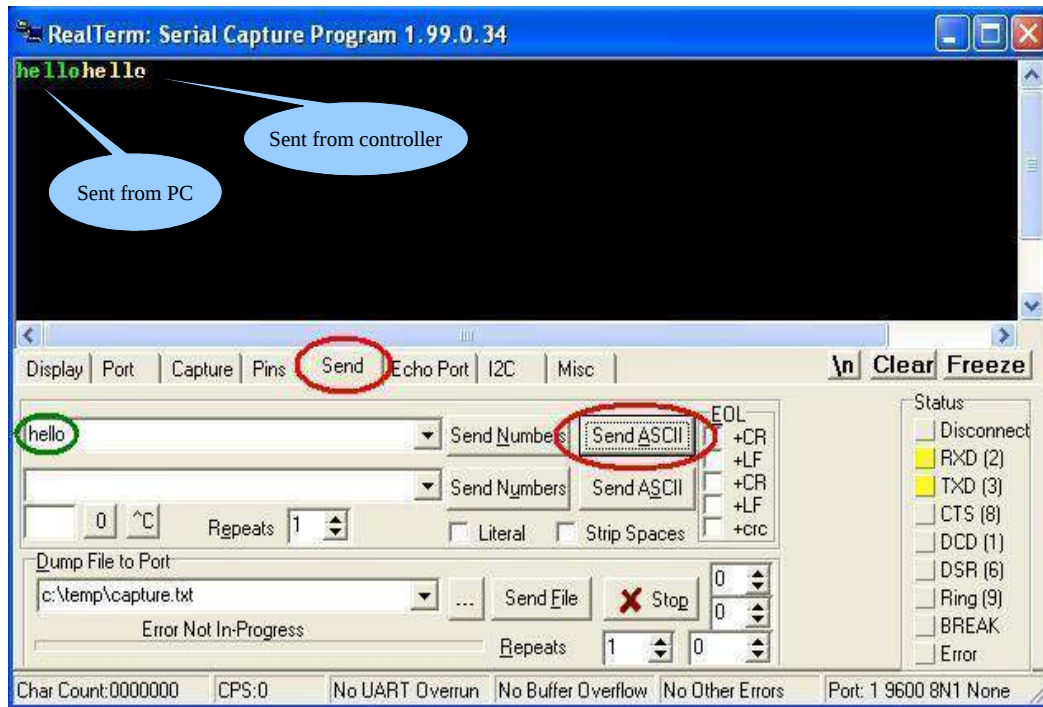 RealTerm: Serial Capture Program 1.99.0.34
hellohello
Sent from controller
Sent from PC
Display Port Capture Pins Send Echo Port I2C Misc \n Clear Freeze
hello Send Numbers Send ASCII EOL
+CR
+LF
Send Numbers Send ASCII +CR
+LF
0 ^C Repeats 1 Literal Strip Spaces +crc
Dump File to Port
c:\temp\capture.txt ... Send File Stop 0
0
Error Not In-Progress
Repeats 1 0
Status
Disconnect
RXD (2)
TXD (3)
CTS (8)
DCD (1)
DSR (6)
Ring (9)
BREAK
Error
Char Count:0000000 CPS:0 No UART Overrun No Buffer Overflow No Other Errors Port: 1 9600 8N1 None